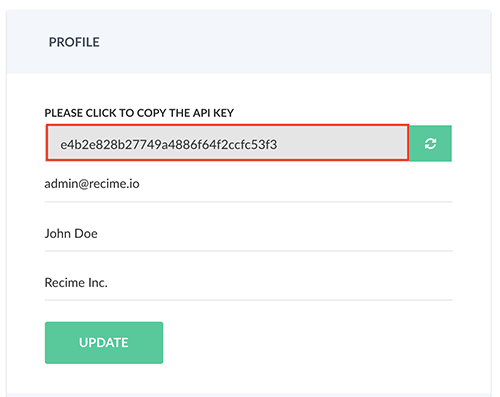 PROFILE
PLEASE CLICK TO COPY THE API KEY
e4b2e828b27749a4886f64f2ccfc53f3
admin@recime.io
John Doe
Recime Inc.
UPDATE